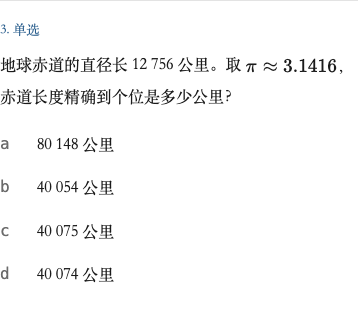 3. 单选
地球赤道的直径长 12 756 公里。取 π ≈ 3.1416，
赤道长度精确到个位是多少公里？
a 80 148 公里
b 40 054 公里
c 40 075 公里
d 40 074 公里